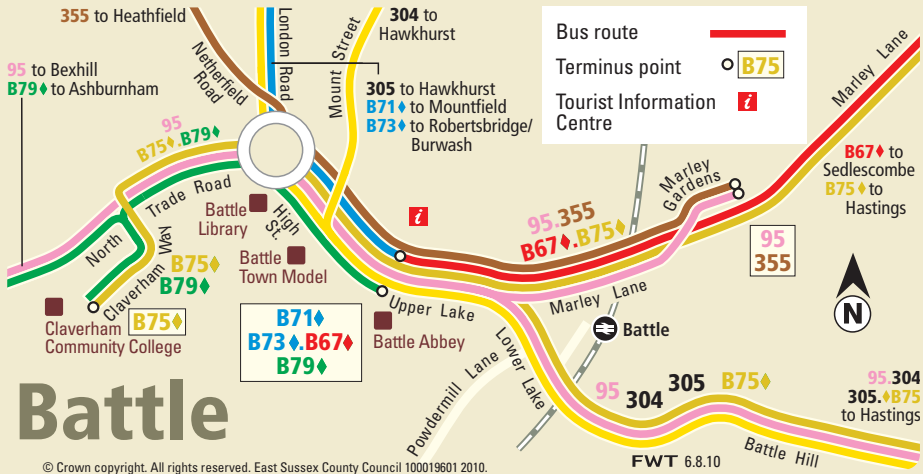 355 to Heathfield
Netherfield
Road
London Road
Mount Street
304 to
Hawkhurst
95 to Bexhill
B79♦ to Ashburnham
305 to Hawkhurst
B71♦ to Mountfield
B73♦ to Robertsbridge/
Burwash
Bus route
Terminus point
B75
Tourist Information
Centre
i
Marley Lane
B67♦ to
Sedlescombe
B75♦ to
Hastings
95
B75♦.B79♦
North Trade Road
Battle
Library
High
St.
i
Marley
Gardens
95.355
B67♦.B75♦
95
355
Battle
Town Model
Claverham Way
B75♦
B79♦
B75♦
Claverham
Community College
B71♦
B73♦.B67♦
B79♦
Upper Lake
Battle Abbey
Marley Lane
Battle
N
Lower Lake
Powdermill Lane
95 304 305 B75♦
95.304
305.♦B75
to Hastings
Battle Hill
Battle
FWT 6.8.10
© Crown copyright. All rights reserved. East Sussex County Council 100019601 2010.